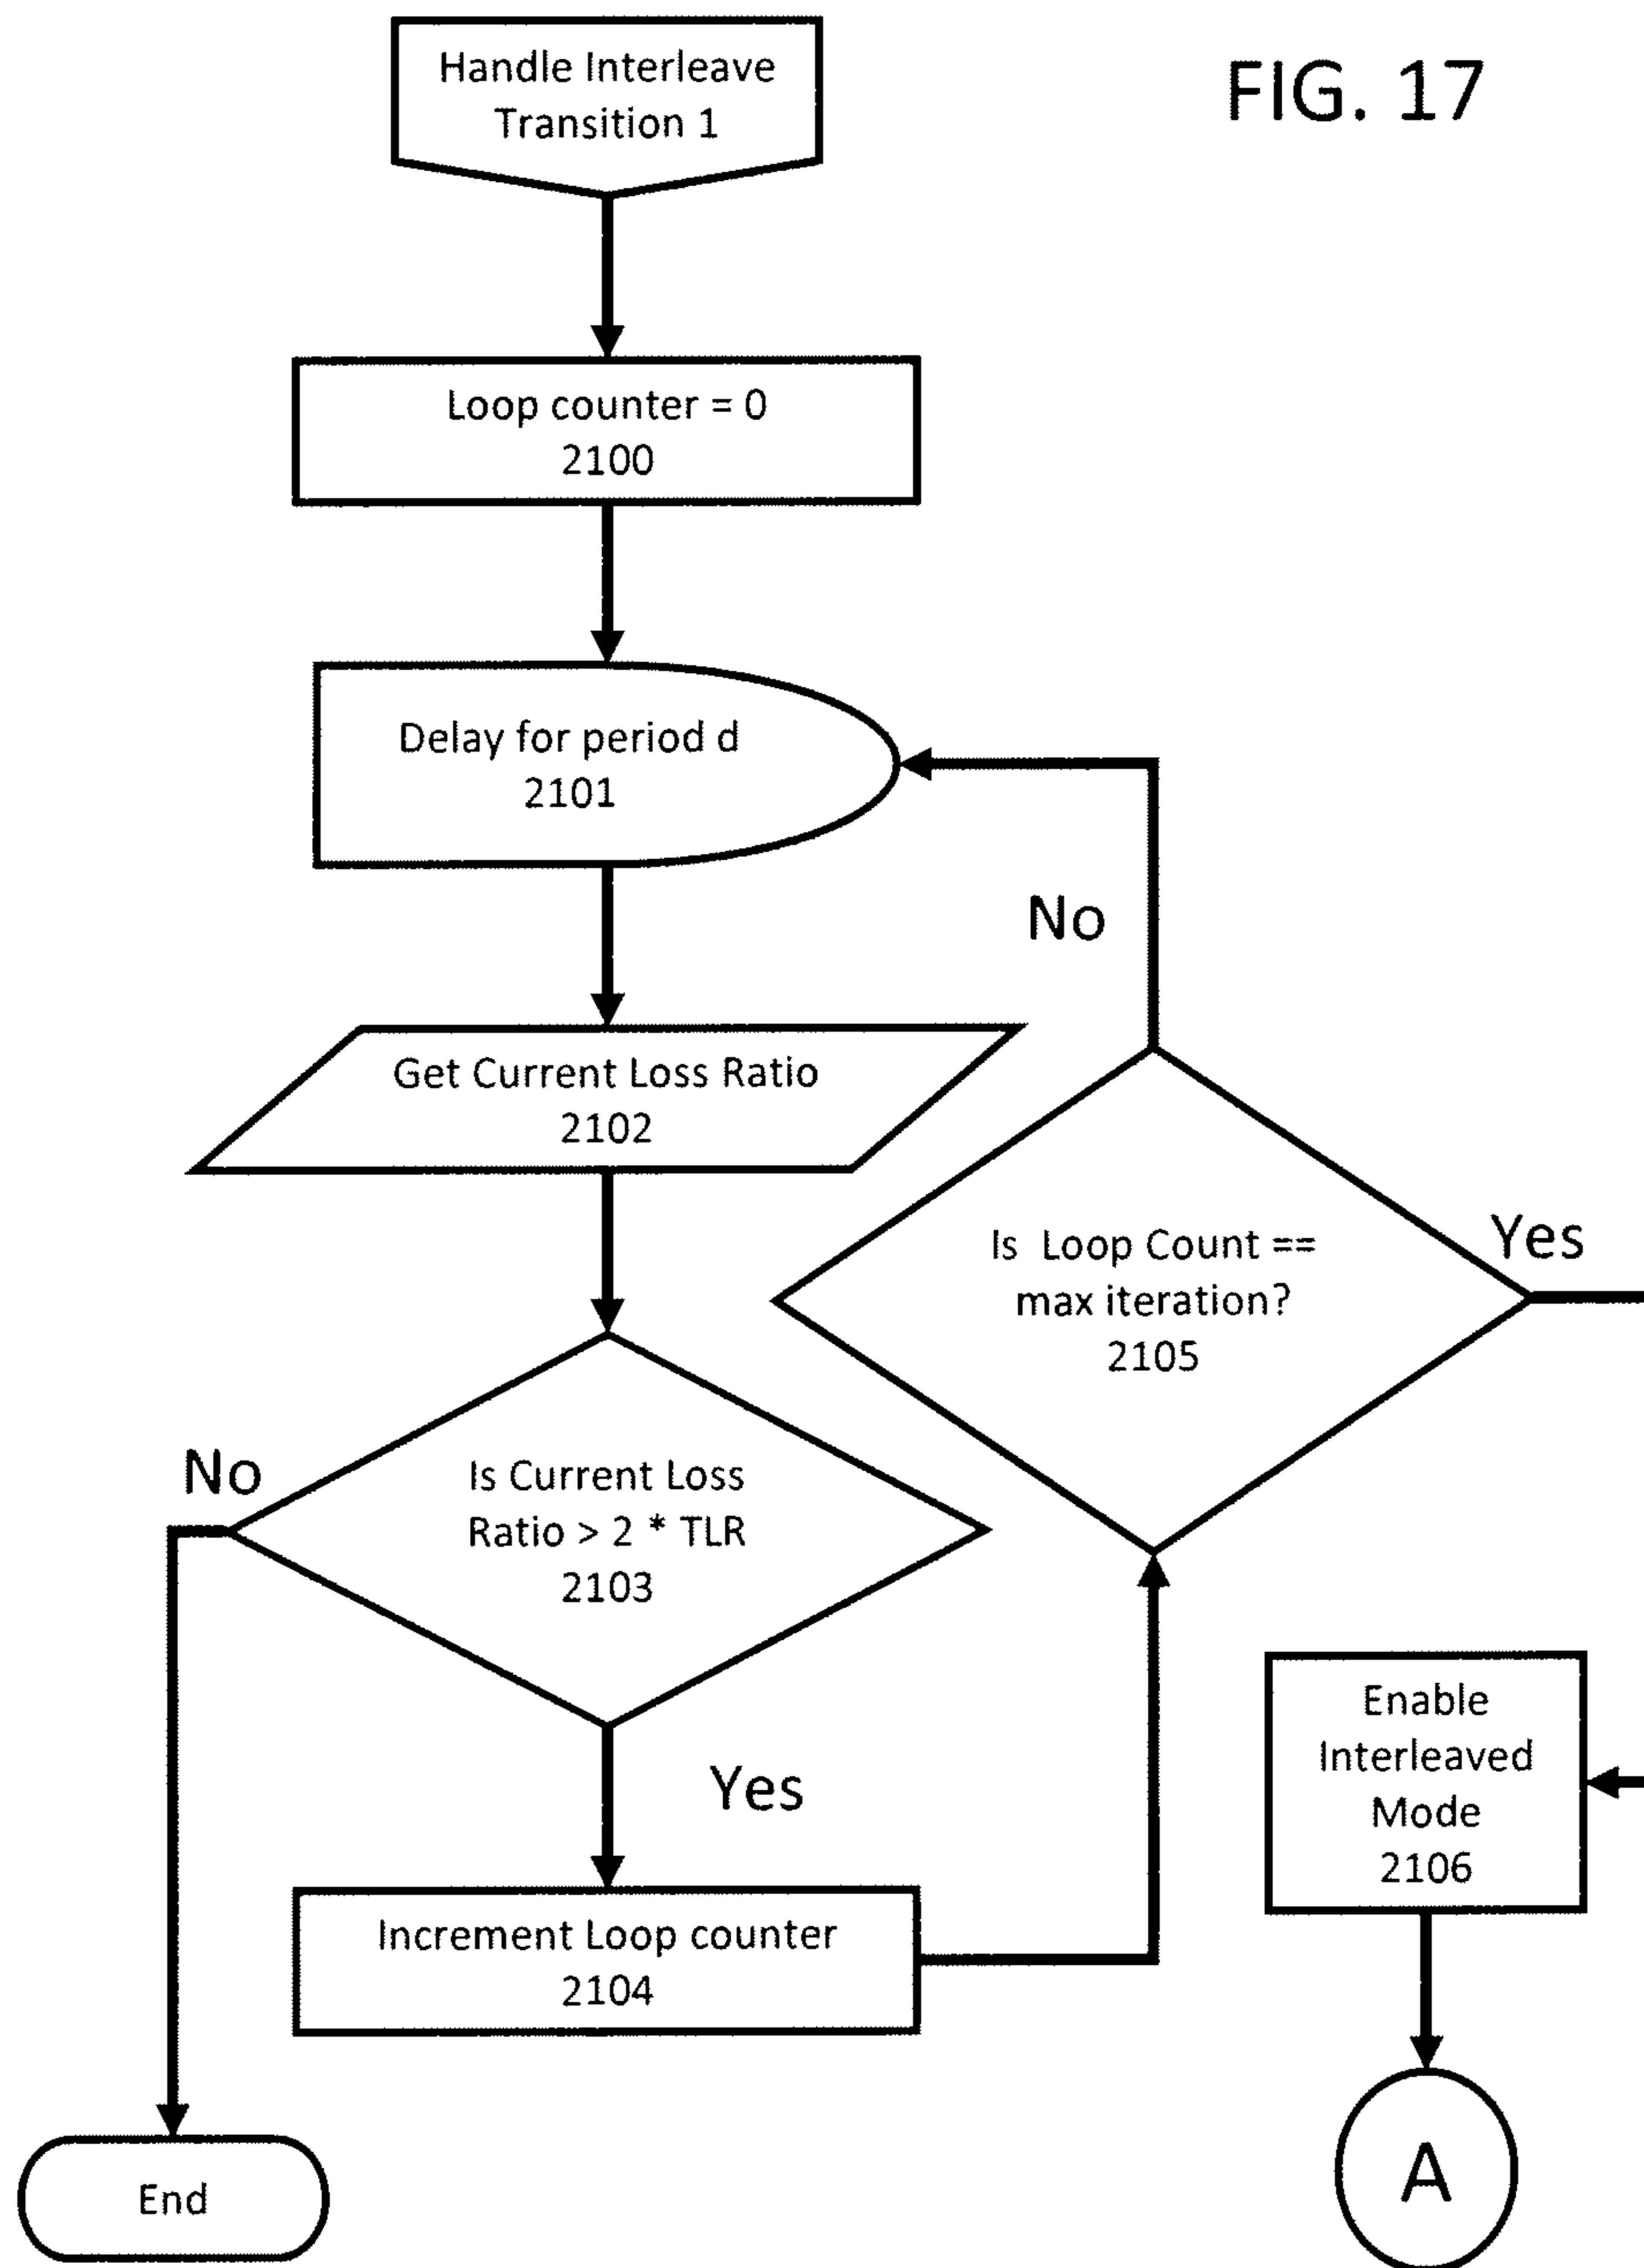 FIG. 17
Handle Interleave
Transition 1
Loop counter = 0
2100
Delay for period d
2101
No
Get Current Loss Ratio
2102
Is Loop Count ==
max iteration?
2105
Yes
No
Is Current Loss
Ratio > 2 * TLR
2103
Yes
Increment Loop counter
2104
Enable
Interleaved
Mode
2106
End
A